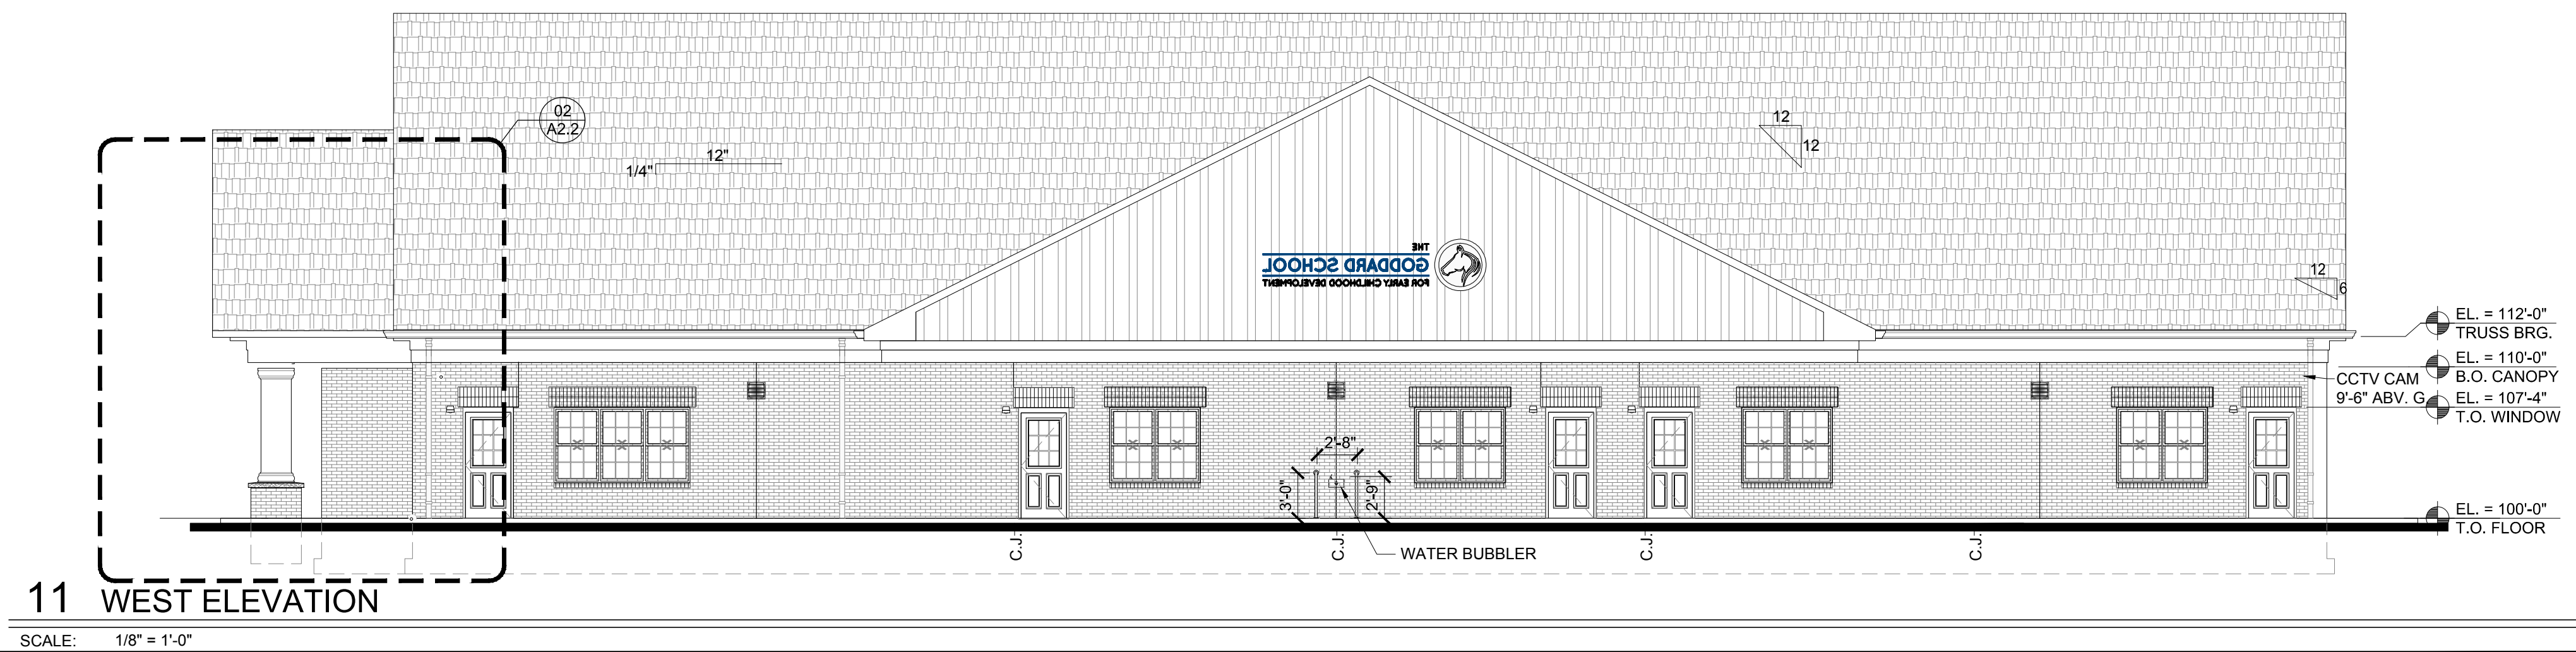 02
A2.2
12"
1/4"
12
12
12
6
THE
GODDARD SCHOOL
FOR EARLY CHILDHOOD DEVELOPMENT
EL. = 112'-0"
TRUSS BRG.
EL. = 110'-0"
B.O. CANOPY
CCTV CAM
9'-6" ABV. G
EL. = 107'-4"
T.O. WINDOW
2'-8"
3'-0"
2'-9"
EL. = 100'-0"
T.O. FLOOR
C.J.
C.J.
C.J.
C.J.
WATER BUBBLER
11 WEST ELEVATION
SCALE: 1/8" = 1'-0"